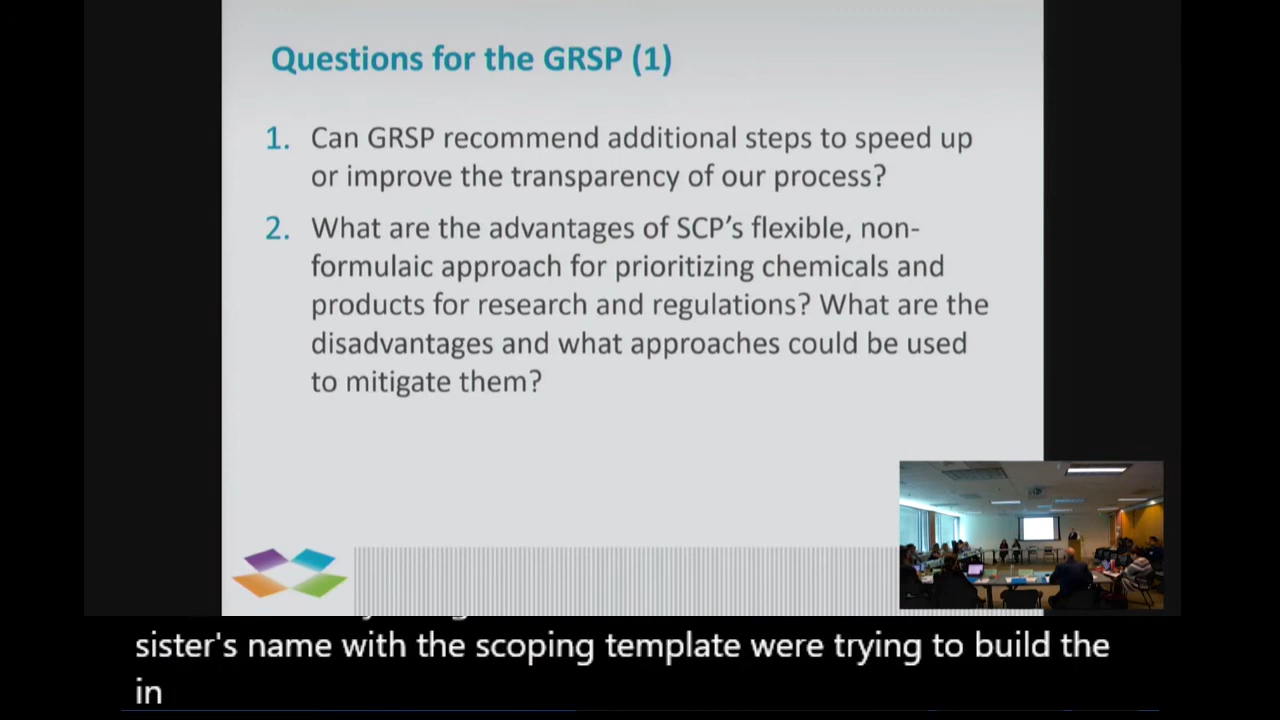 Questions for the GRSP (1)
1. Can GRSP recommend additional steps to speed up
or improve the transparency of our process?
2. What are the advantages of SCP's flexible, non-
formulaic approach for prioritizing chemicals and
products for research and regulations? What are the
disadvantages and what approaches could be used
to mitigate them?
sister's name with the scoping template were trying to build the
in